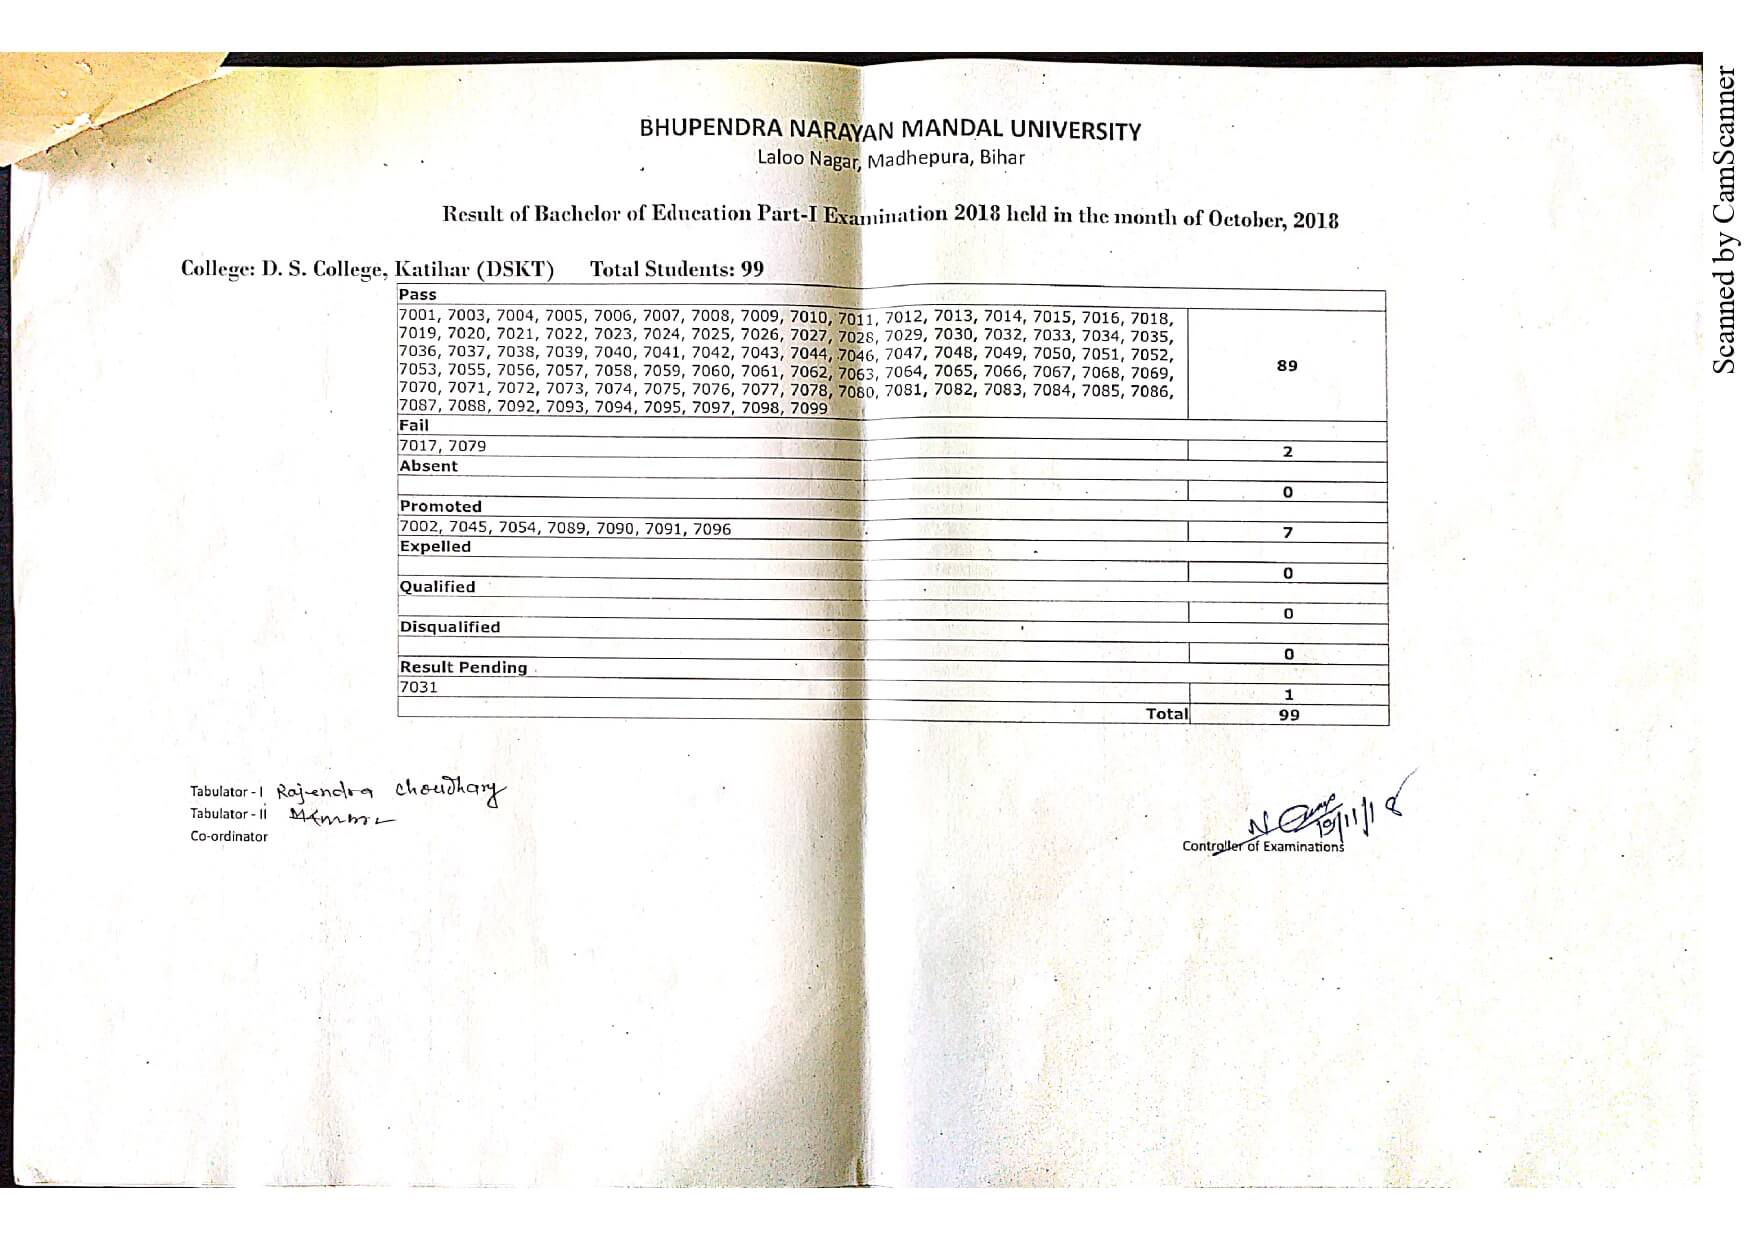 BHUPENDRA NARAYAN MANDAL UNIVERSITY
Laloo Nagar, Madhepura, Bihar
Result of Bachelor of Education Part-I Examination 2018 held in the month of October, 2018
College: D. S. College, Katihar (DSKT) Total Students: 99
Pass
7001, 7003, 7004, 7005, 7006, 7007, 7008, 7009, 7010, 7011, 7012, 7013, 7014, 7015, 7016, 7018,
7019, 7020, 7021, 7022, 7023, 7024, 7025, 7026, 7027, 7028, 7029, 7030, 7032, 7033, 7034, 7035,
7036, 7037, 7038, 7039, 7040, 7041, 7042, 7043, 7044, 7046, 7047, 7048, 7049, 7050, 7051, 7052,
7053, 7055, 7056, 7057, 7058, 7059, 7060, 7061, 7062, 7063, 7064, 7065, 7066, 7067, 7068, 7069,
7070, 7071, 7072, 7073, 7074, 7075, 7076, 7077, 7078, 7080, 7081, 7082, 7083, 7084, 7085, 7086,
7087, 7088, 7092, 7093, 7094, 7095, 7097, 7098, 7099
89
Fail
7017, 7079 2
Absent
0
Promoted
7002, 7045, 7054, 7089, 7090, 7091, 7096 7
Expelled
0
Qualified
0
Disqualified
0
Result Pending
7031 1
Total 99
Tabulator - I Rajendra Choudhary
Tabulator - ii
Co-ordinator
Controller of Examinations
Scanned by CamScanner